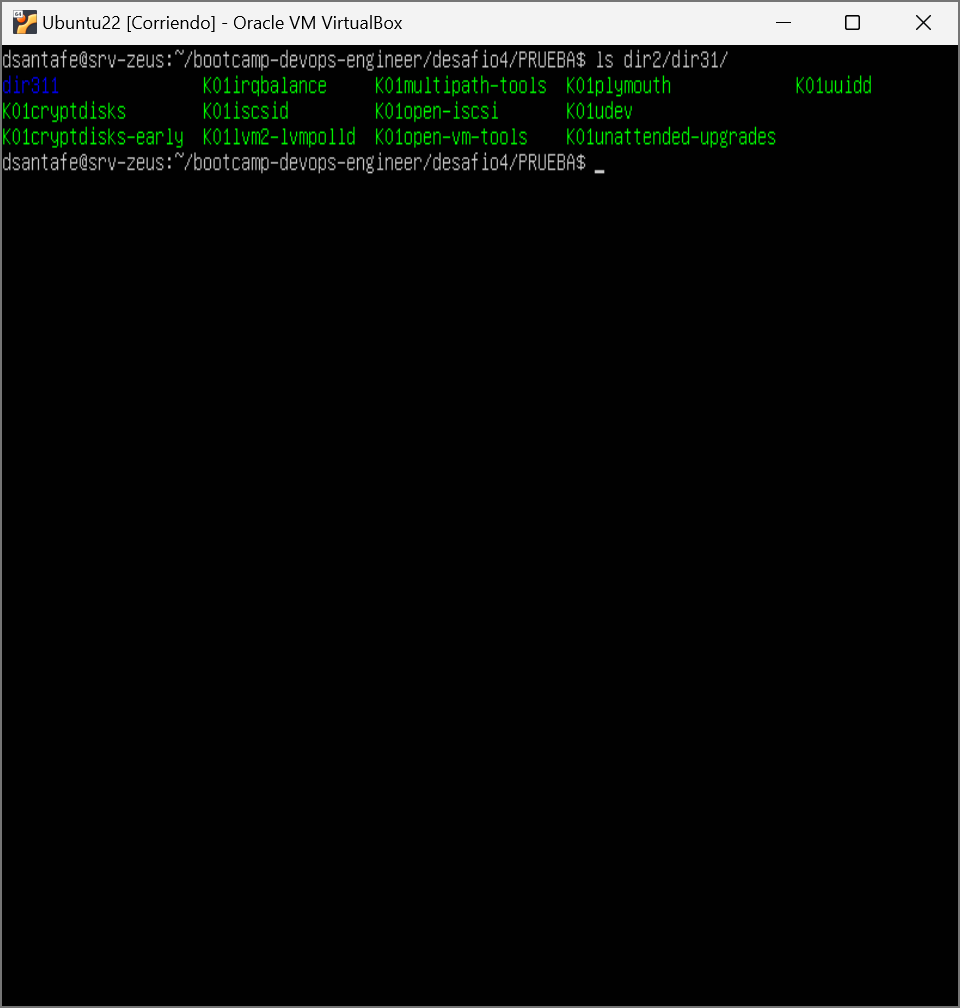 Ubuntu22 [Corriendo] - Oracle VM VirtualBox
dsantafe@srv-zeus:~/bootcamp-devops-engineer/desafio4/PRUEBA$ ls dir2/dir31/
dir311 K01irqbalance K01multipath-tools K01plymouth K01uuidd
K01cryptdisks K01iscsid K01open-iscsi K01udev
K01cryptdisks-early K01lvm2-lvmpolld K01open-vm-tools K01unattended-upgrades
dsantafe@srv-zeus:~/bootcamp-devops-engineer/desafio4/PRUEBA$ _